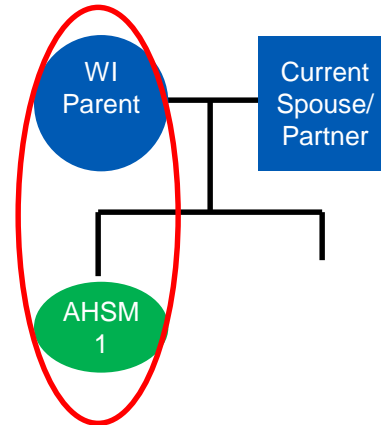 WI
Parent
Current
Spouse/
Partner
AHSM
1